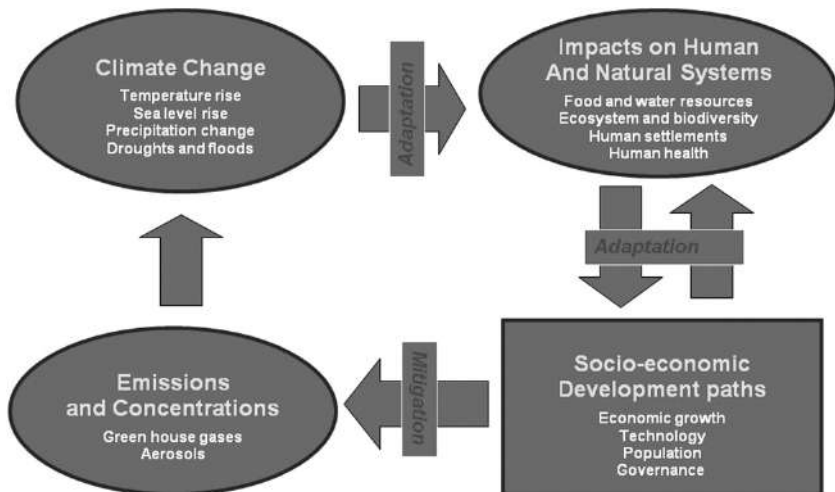 Climate Change
Temperature rise
Sea level rise
Precipitation change
Droughts and floods
Adaptation
Impacts on Human
And Natural Systems
Food and water resources
Ecosystem and biodiversity
Human settlements
Human health
Adaptation
Emissions
and Concentrations
Green house gases
Aerosols
Mitigation
Socio-economic
Development paths
Economic growth
Technology
Population
Governance